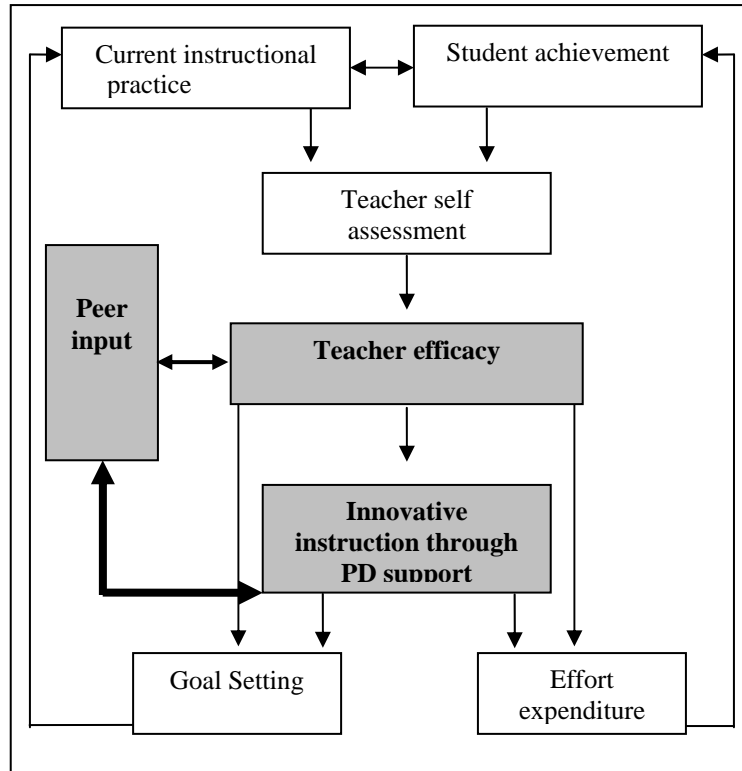 Current instructional
practice
Student achievement
Teacher self
assessment
Peer
input
Teacher efficacy
Innovative
instruction through
PD support
Goal Setting
Effort
expenditure